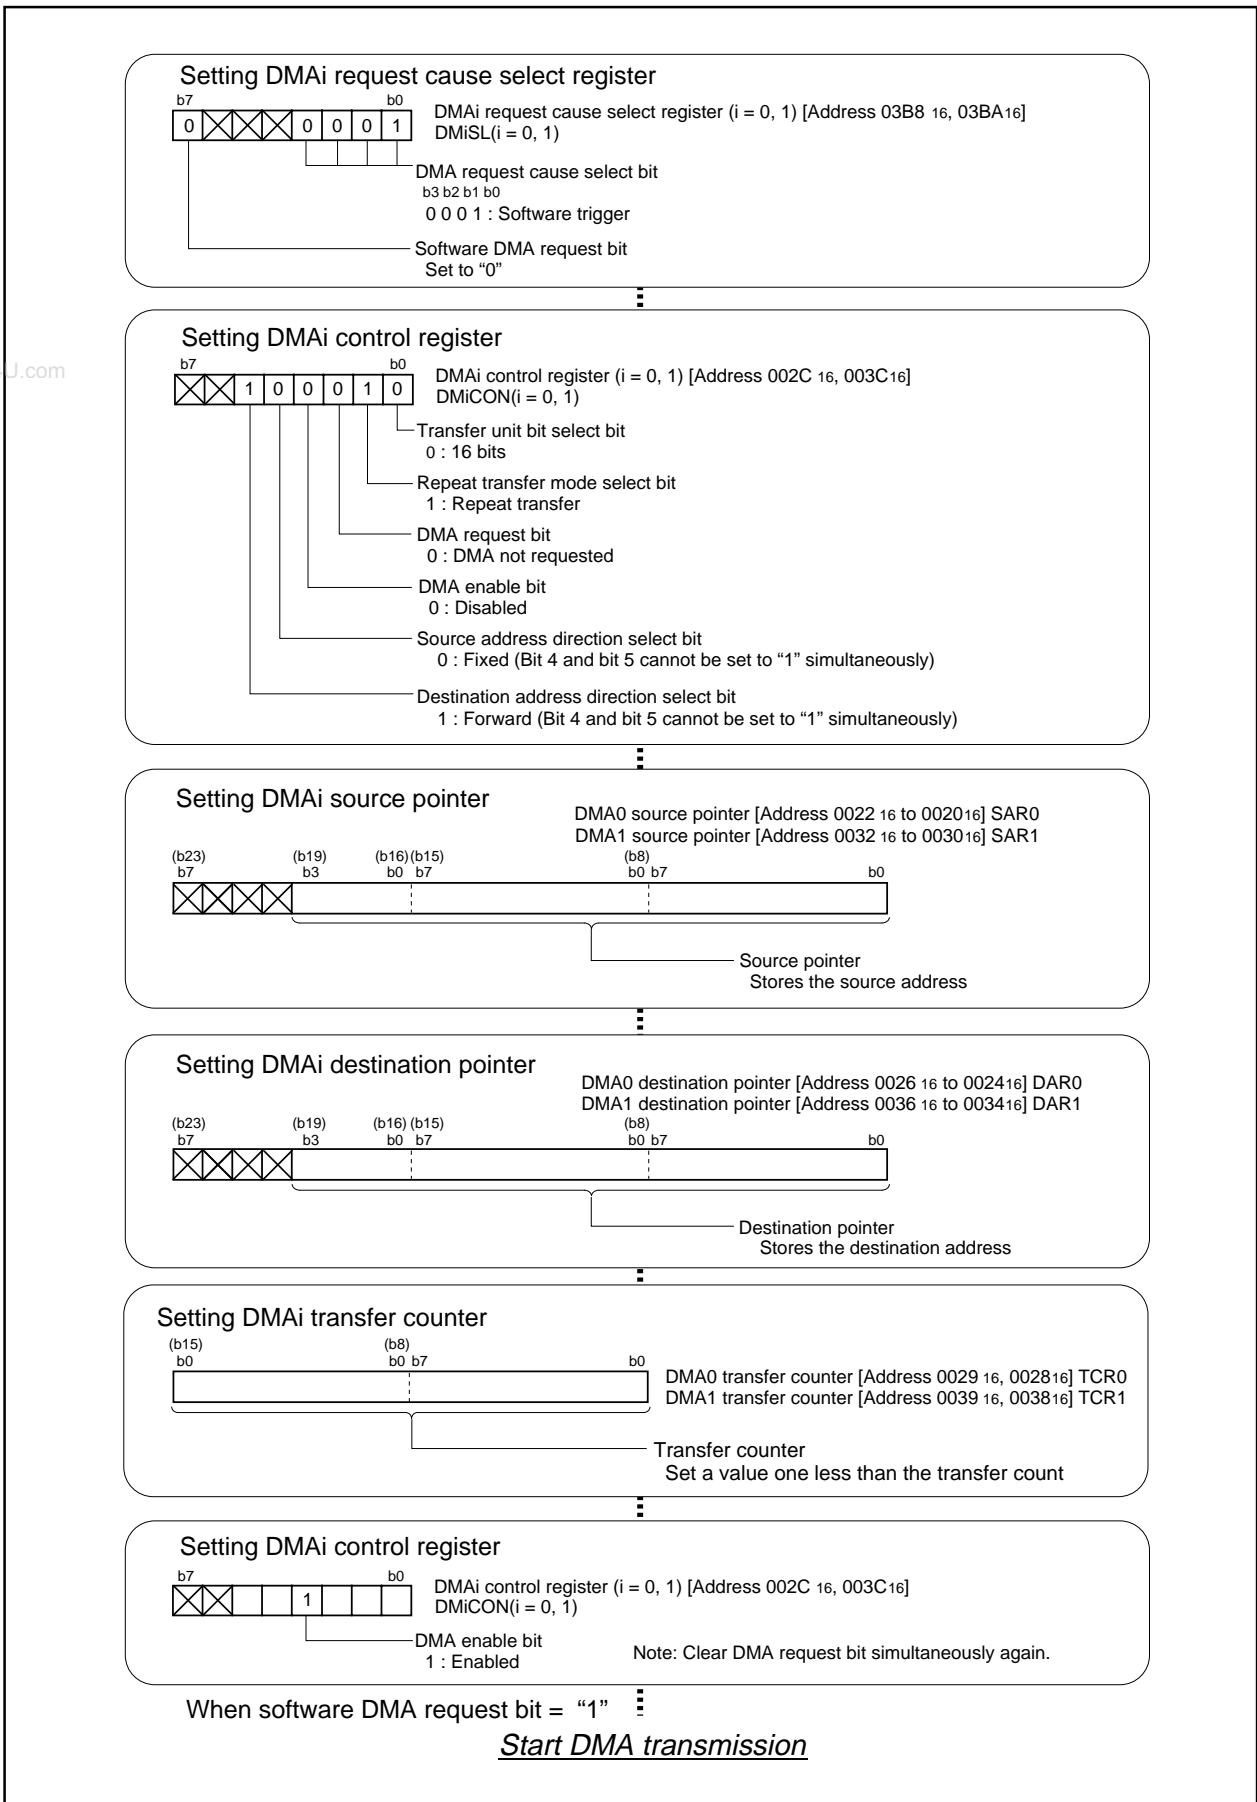 Setting DMAi request cause select register
b7 b0
0 0 0 0 1
DMAi request cause select register (i = 0, 1) [Address 03B8 16, 03BA16]
DMiSL(i = 0, 1)
DMA request cause select bit
b3 b2 b1 b0
0 0 0 1 : Software trigger
Software DMA request bit
Set to “0”
Setting DMAi control register
U.com
b7 b0
1 0 0 0 1 0
DMAi control register (i = 0, 1) [Address 002C 16, 003C16]
DMiCON(i = 0, 1)
Transfer unit bit select bit
0 : 16 bits
Repeat transfer mode select bit
1 : Repeat transfer
DMA request bit
0 : DMA not requested
DMA enable bit
0 : Disabled
Source address direction select bit
0 : Fixed (Bit 4 and bit 5 cannot be set to “1” simultaneously)
Destination address direction select bit
1 : Forward (Bit 4 and bit 5 cannot be set to “1” simultaneously)
Setting DMAi source pointer
DMA0 source pointer [Address 0022 16 to 002016] SAR0
DMA1 source pointer [Address 0032 16 to 003016] SAR1
(b23) (b19) (b16)(b15) (b8)
b7 b3 b0 b7 b0 b7 b0
Source pointer
Stores the source address
Setting DMAi destination pointer
DMA0 destination pointer [Address 0026 16 to 002416] DAR0
DMA1 destination pointer [Address 0036 16 to 003416] DAR1
(b23) (b19) (b16) (b15) (b8)
b7 b3 b0 b7 b0 b7 b0
Destination pointer
Stores the destination address
Setting DMAi transfer counter
(b15) (b8)
b0 b0 b7 b0
DMA0 transfer counter [Address 0029 16, 002816] TCR0
DMA1 transfer counter [Address 0039 16, 003816] TCR1
Transfer counter
Set a value one less than the transfer count
Setting DMAi control register
b7 b0
1
DMAi control register (i = 0, 1) [Address 002C 16, 003C16]
DMiCON(i = 0, 1)
DMA enable bit
1 : Enabled
Note: Clear DMA request bit simultaneously again.
When software DMA request bit = “1”
Start DMA transmission